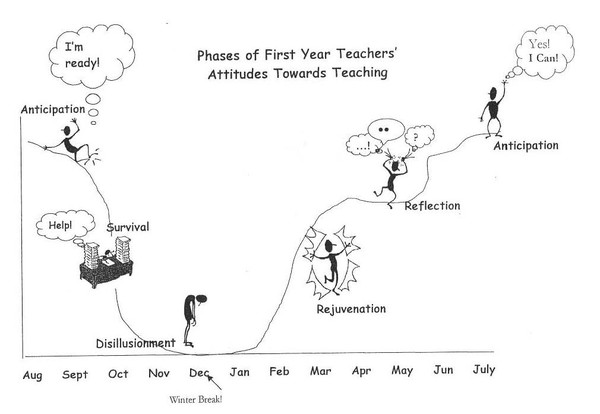 Phases of First Year Teachers'
Attitudes Towards Teaching
I'm
ready!
Anticipation
Help!
Survival
Disillusionment
Rejuvenation
...!
••
?
Reflection
Yes!
I Can!
Anticipation
Aug Sept Oct Nov Dec Jan Feb Mar Apr May Jun July
Winter Break!